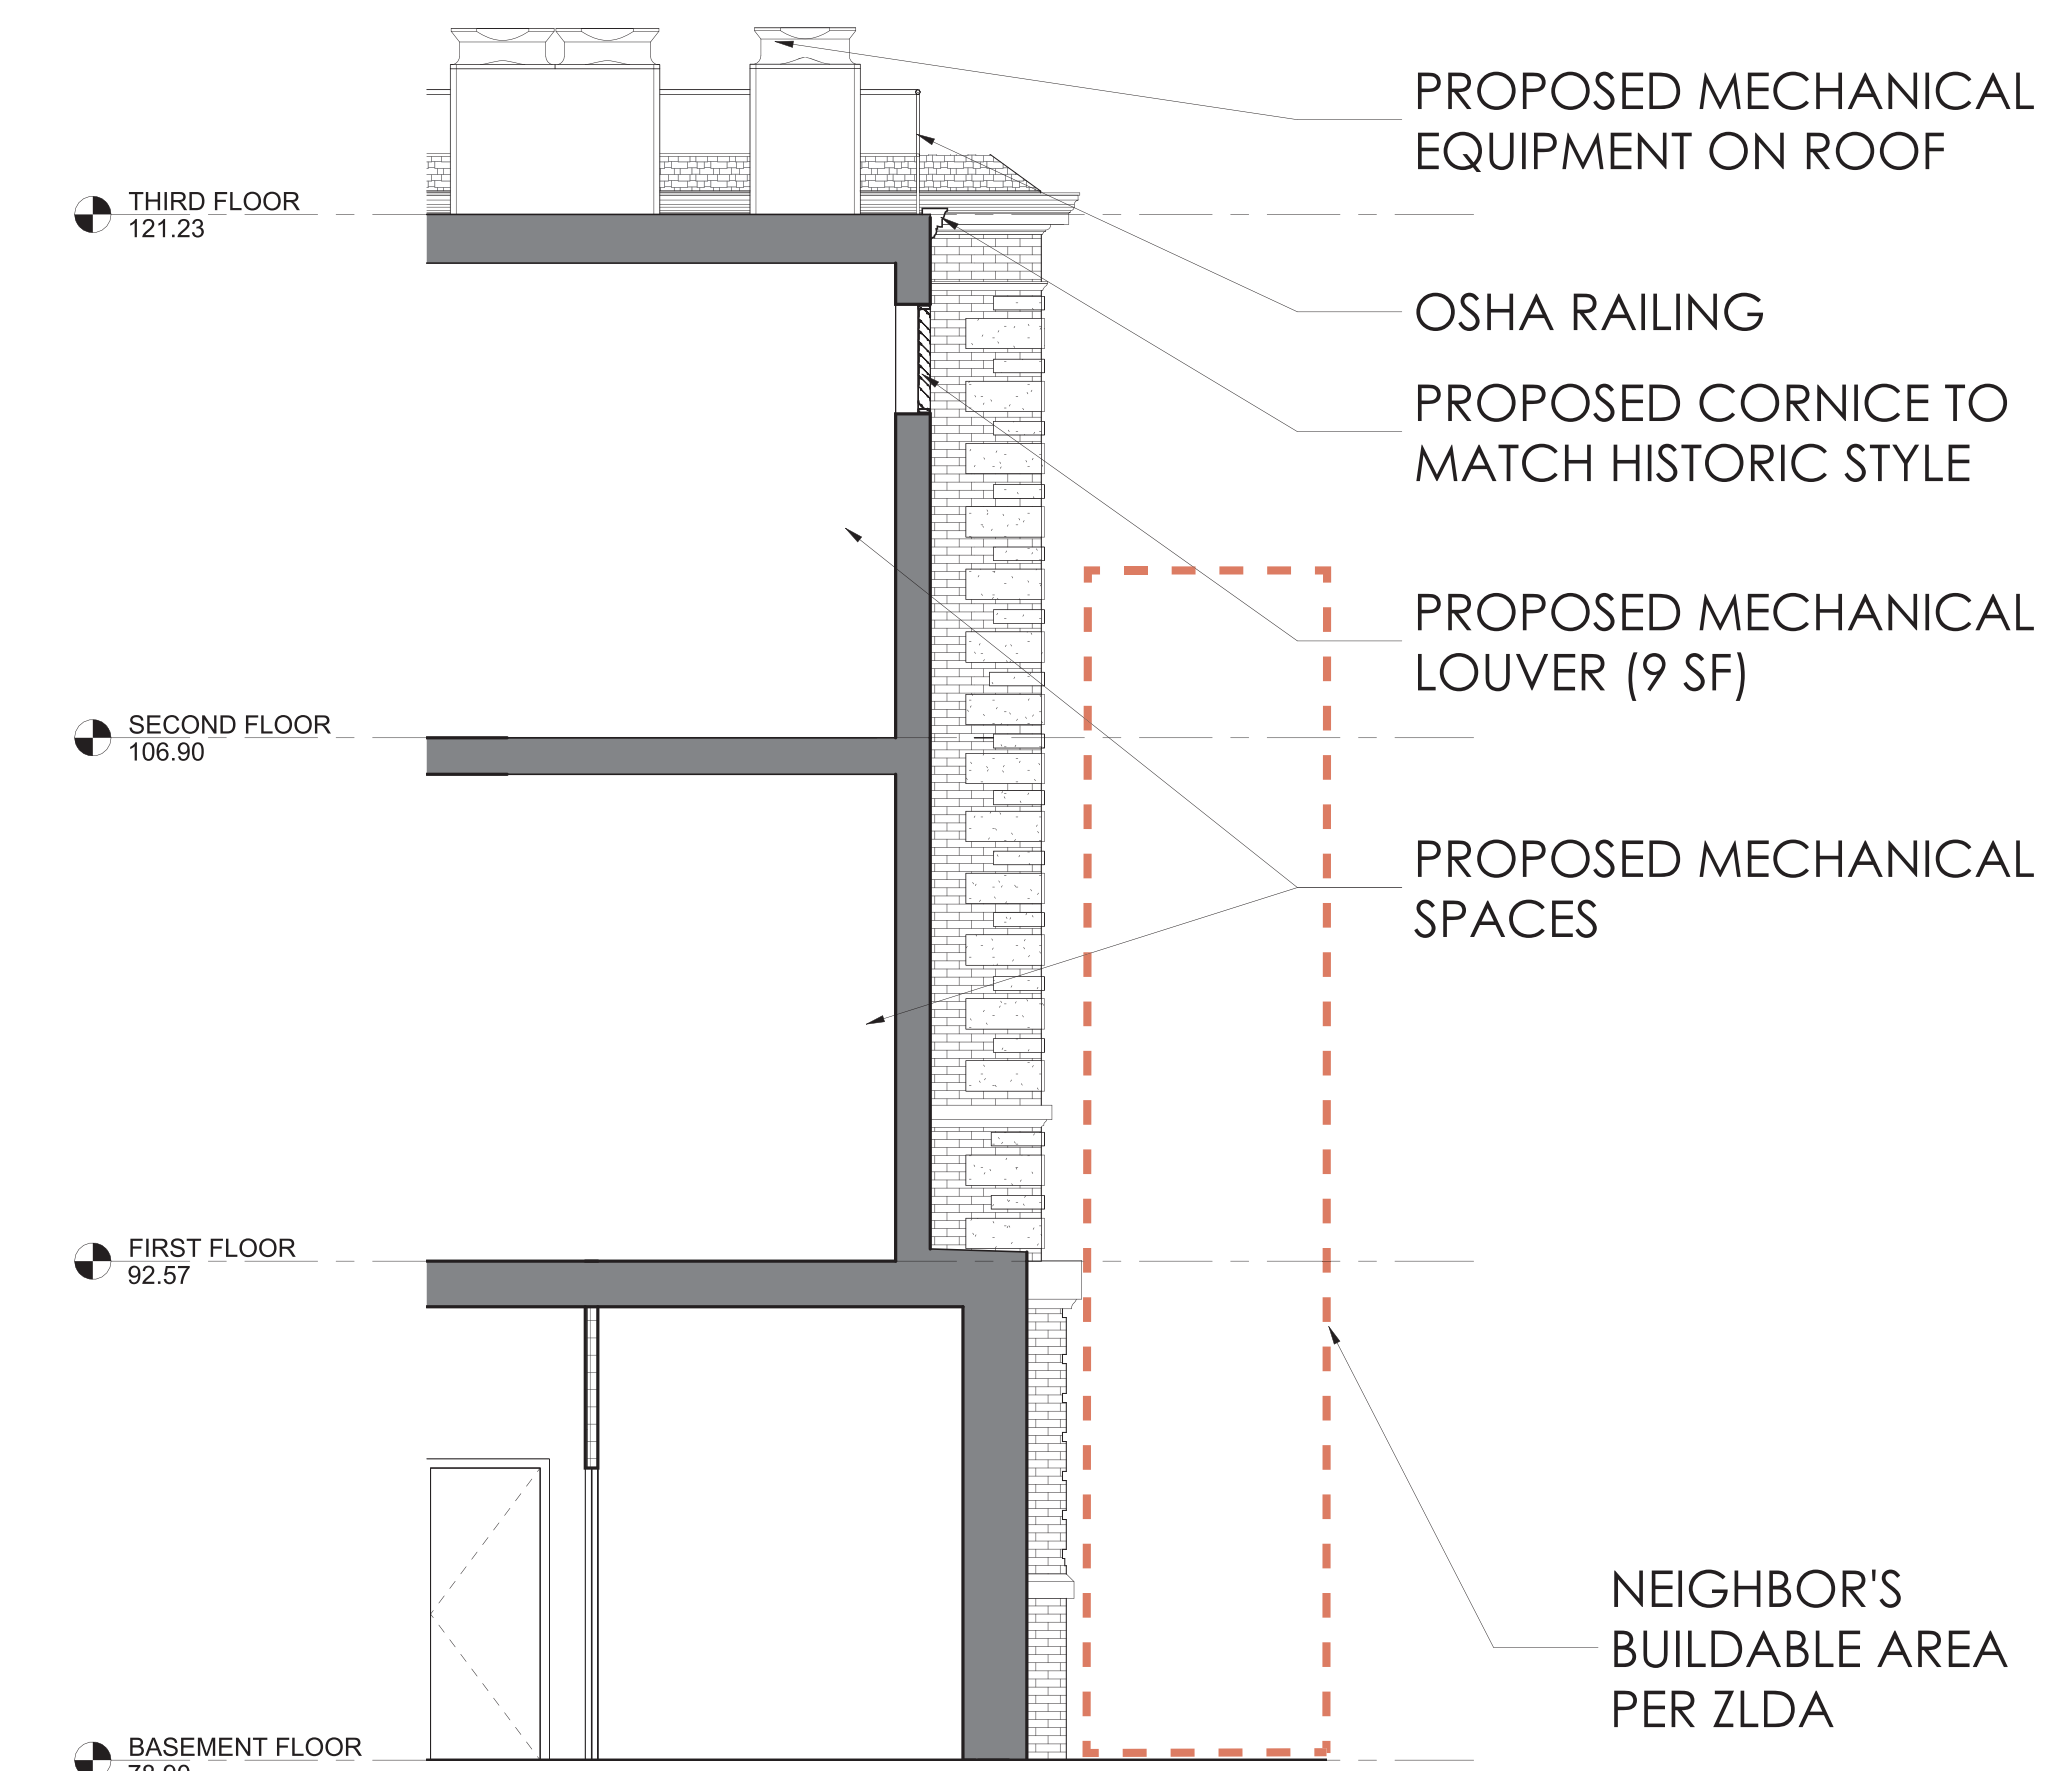 PROPOSED MECHANICAL
EQUIPMENT ON ROOF
THIRD FLOOR
121.23
OSHA RAILING
PROPOSED CORNICE TO
MATCH HISTORIC STYLE
PROPOSED MECHANICAL
LOUVER (9 SF)
SECOND FLOOR
106.90
PROPOSED MECHANICAL
SPACES
FIRST FLOOR
92.57
NEIGHBOR'S
BUILDABLE AREA
PER ZLDA
BASEMENT FLOOR